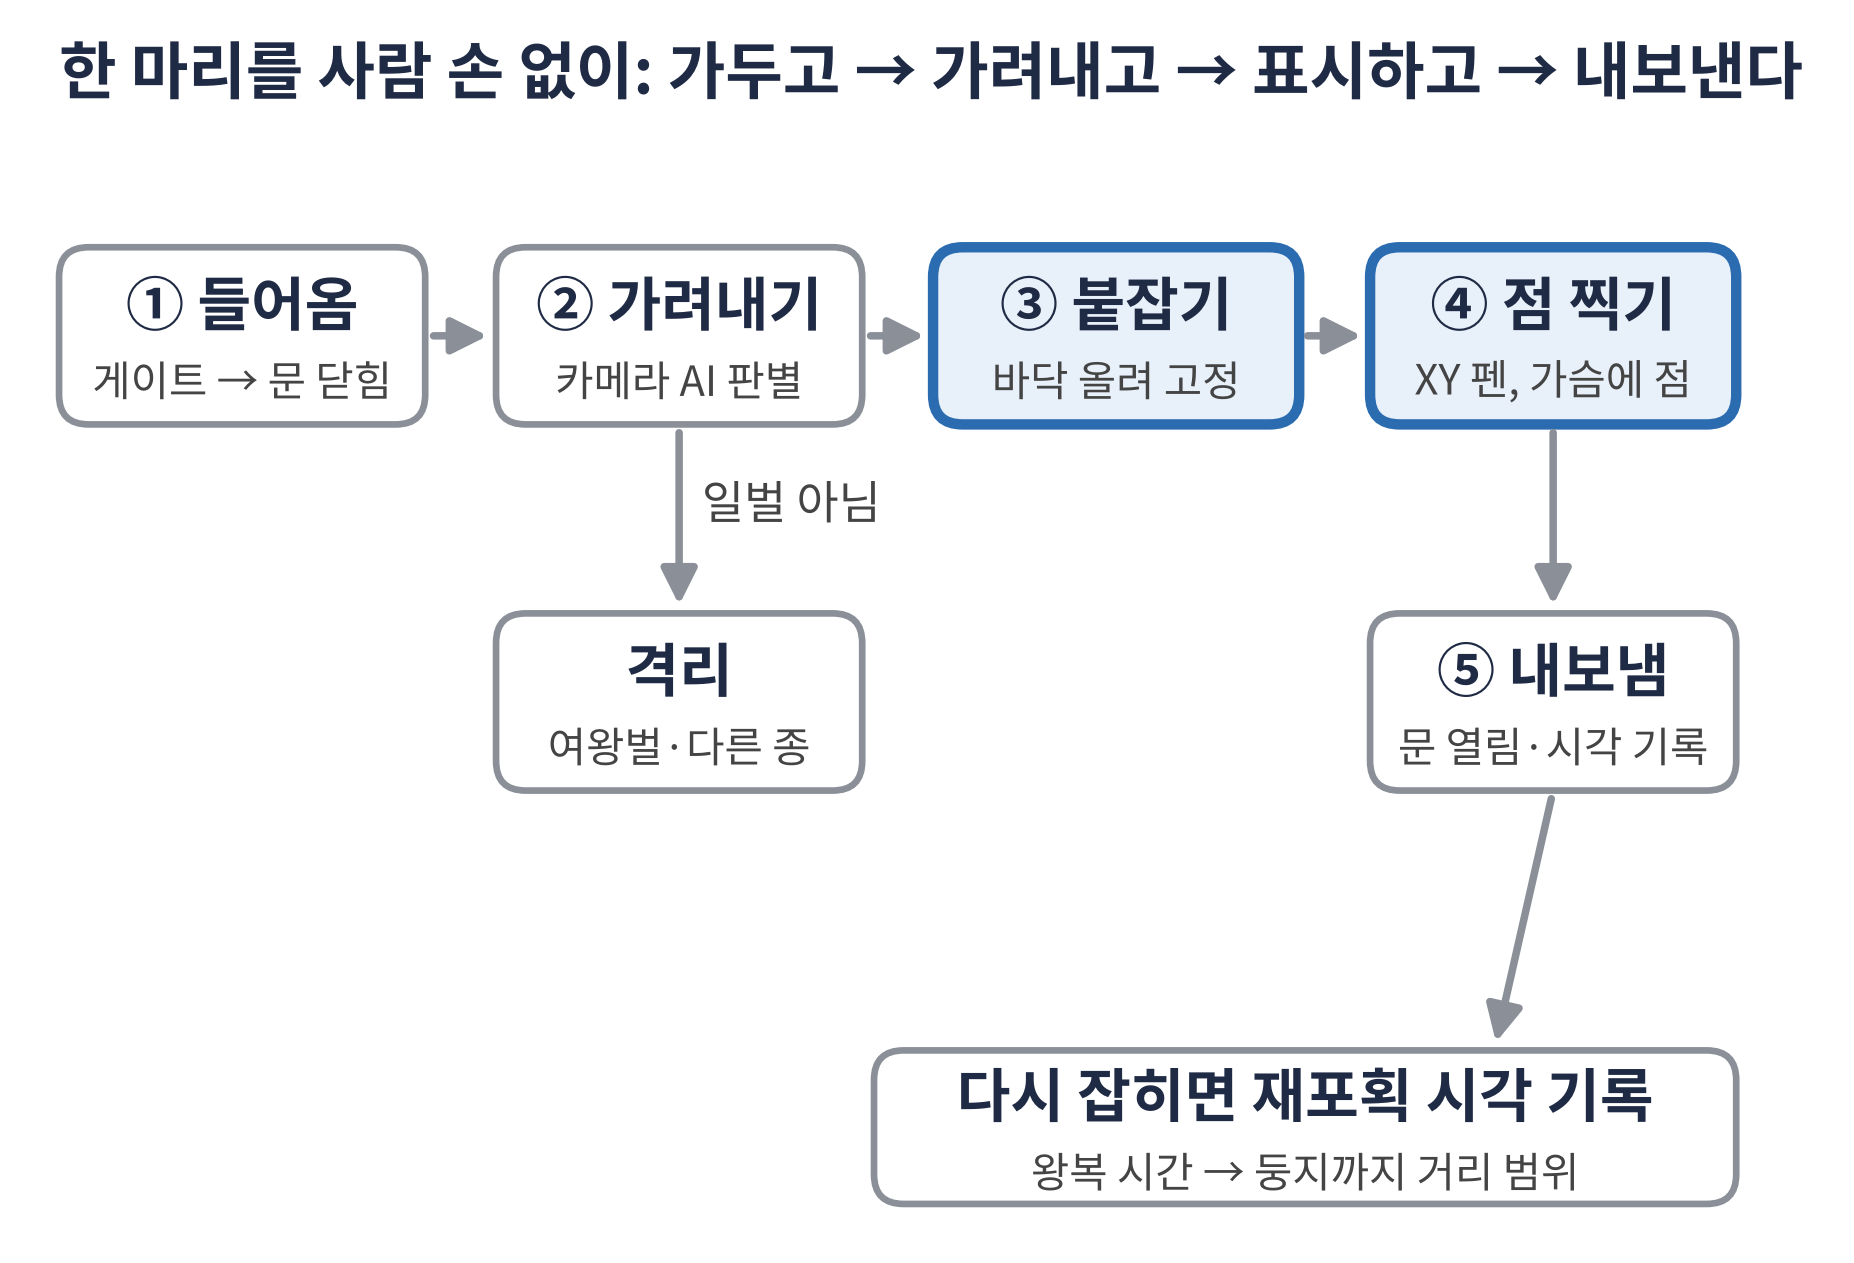 한 마리를 사람 손 없이: 가두고 → 가려내고 → 표시하고 → 내보낸다
① 들어옴
게이트 → 문 닫힘
② 가려내기
카메라 AI 판별
③ 붙잡기
바닥 올려 고정
④ 점 찍기
XY 펜, 가슴에 점
일벌 아님
격리
여왕벌·다른 종
⑤ 내보냄
문 열림·시각 기록
다시 잡히면 재포획 시각 기록
왕복 시간 → 둥지까지 거리 범위